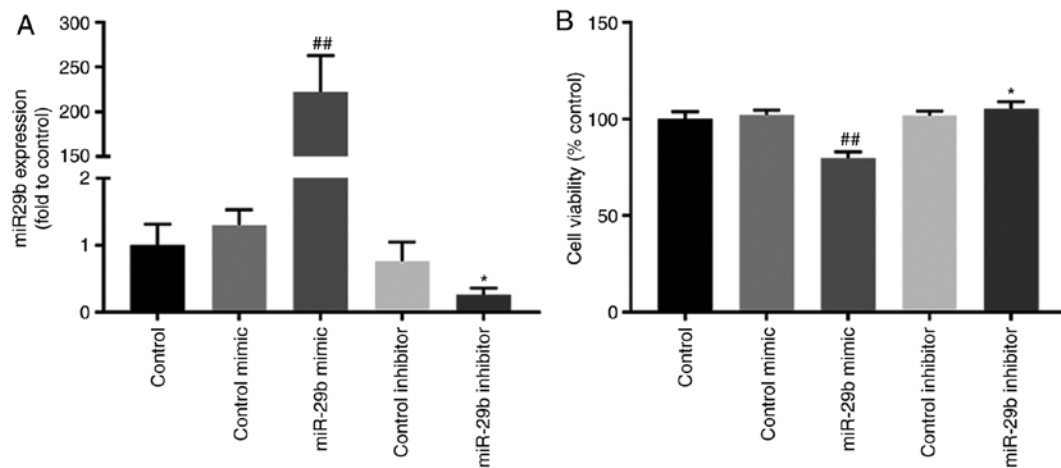 A
miR29b expression
(fold to control)
300
250
200
150
2
1
0
##
*
Control
Control mimic
miR-29b mimic
Control inhibitor
miR-29b inhibitor
B
Cell viability (% control)
150
100
50
0
##
*
Control
Control mimic
miR-29b mimic
Control inhibitor
miR-29b inhibitor